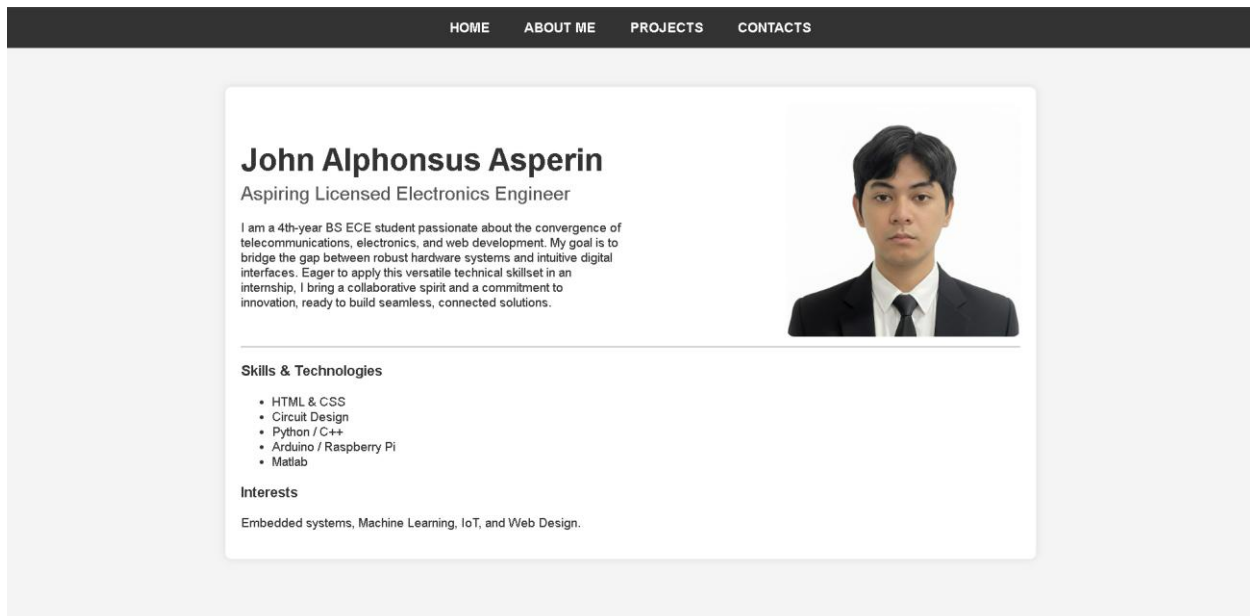 HOME ABOUT ME PROJECTS CONTACTS
John Alphonsus Asperin
Aspiring Licensed Electronics Engineer
I am a 4th-year BS ECE student passionate about the convergence of
telecommunications, electronics, and web development. My goal is to
bridge the gap between robust hardware systems and intuitive digital
interfaces. Eager to apply this versatile technical skillset in an
internship, I bring a collaborative spirit and a commitment to
innovation, ready to build seamless, connected solutions.
Skills & Technologies
• HTML & CSS
• Circuit Design
• Python / C++
• Arduino / Raspberry Pi
• Matlab
Interests
Embedded systems, Machine Learning, IoT, and Web Design.